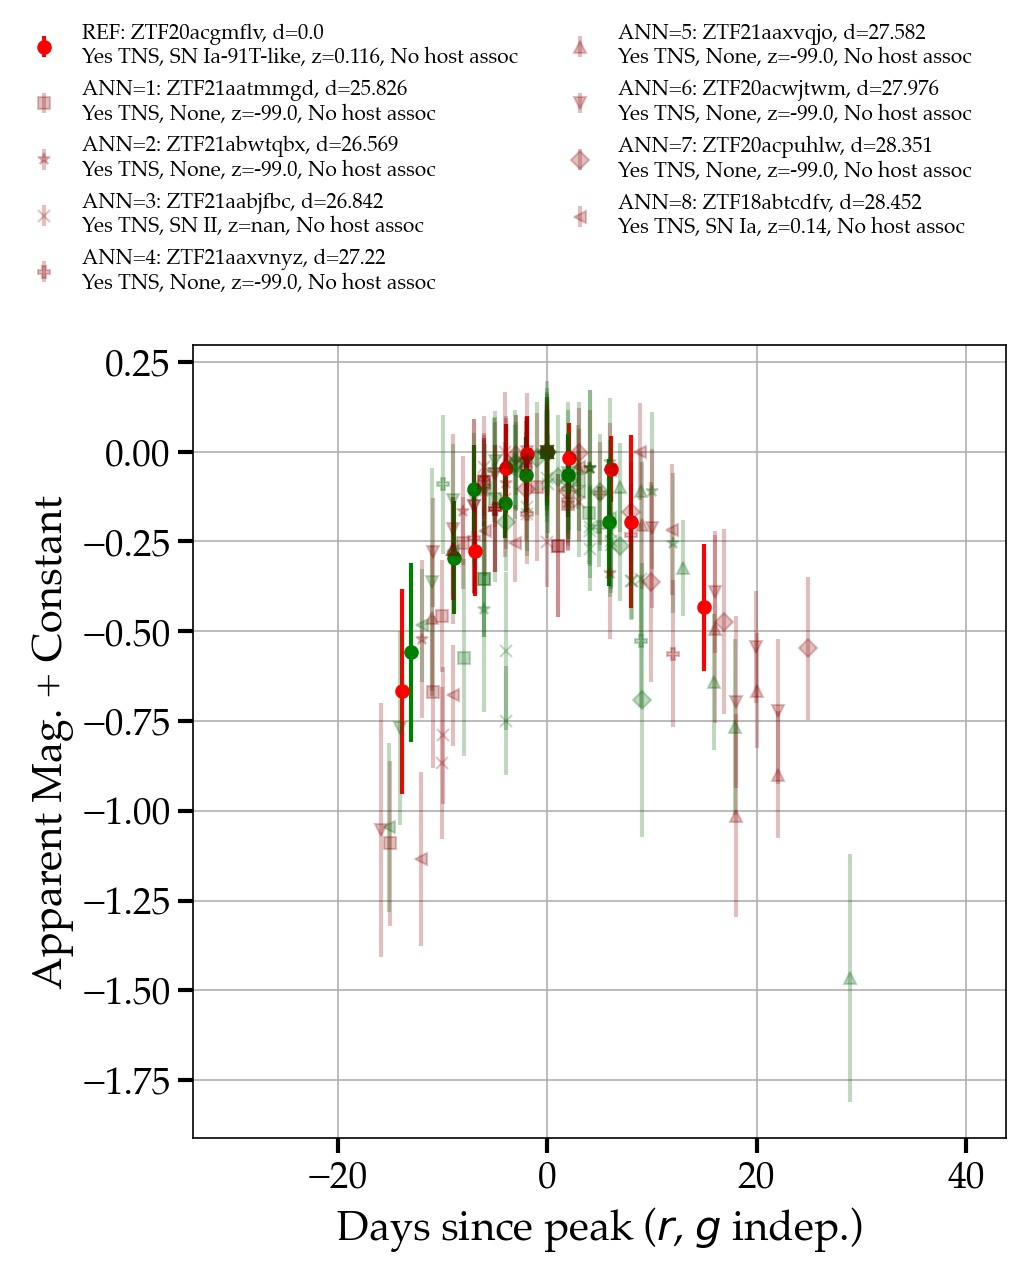 REF: ZTF20acgmflv, d=0.0
Yes TNS, SN Ia-91T-like, z=0.116, No host assoc
ANN=1: ZTF21aatmmgd, d=25.826
Yes TNS, None, z=-99.0, No host assoc
ANN=2: ZTF21abwtqbx, d=26.569
Yes TNS, None, z=-99.0, No host assoc
ANN=3: ZTF21aabjfbc, d=26.842
Yes TNS, SN II, z=nan, No host assoc
ANN=4: ZTF21aaxvnyz, d=27.22
Yes TNS, None, z=-99.0, No host assoc
ANN=5: ZTF21aaxvqjo, d=27.582
Yes TNS, None, z=-99.0, No host assoc
ANN=6: ZTF20acwjtwm, d=27.976
Yes TNS, None, z=-99.0, No host assoc
ANN=7: ZTF20acpuhlw, d=28.351
Yes TNS, None, z=-99.0, No host assoc
ANN=8: ZTF18abtcdfv, d=28.452
Yes TNS, SN Ia, z=0.14, No host assoc
Apparent Mag. + Constant
0.25
0.00
−0.25
−0.50
−0.75
−1.00
−1.25
−1.50
−1.75
−20
0
20
40
Days since peak (r, g indep.)